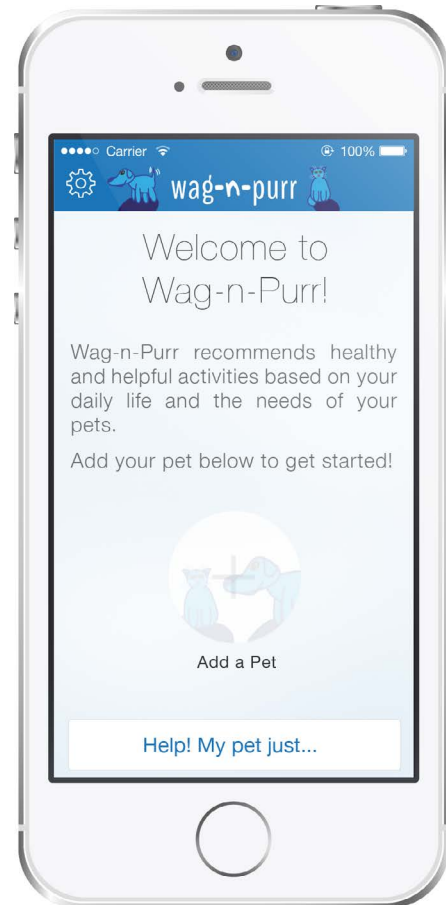 Carrier 100%
wag-n-purr
Welcome to
Wag-n-Purr!
Wag-n-Purr recommends healthy
and helpful activities based on your
daily life and the needs of your
pets.
Add your pet below to get started!
Add a Pet
Help! My pet just...